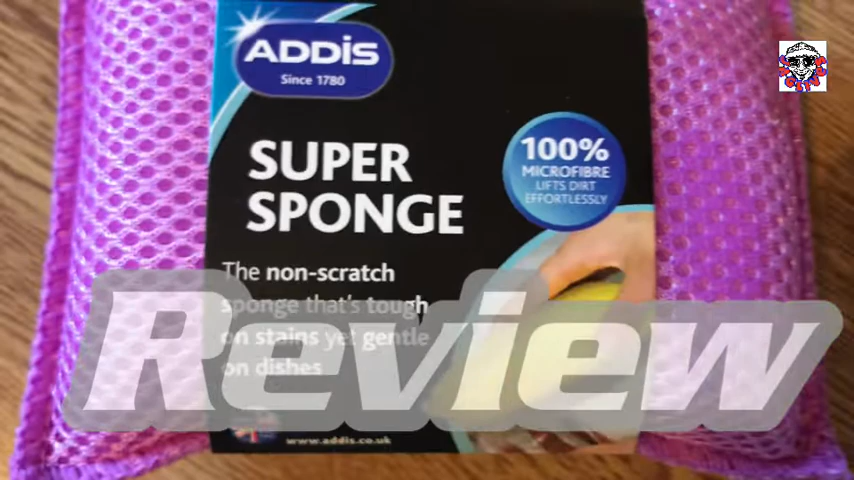 ADDIS
Since 1780
SUPER
SPONGE
100%
MICROFIBRE
LIFTS DIRT
EFFORTLESSLY
The non-scratch
sponge that's tough
on stains yet gentle
on dishes
Review
www.addis.co.uk